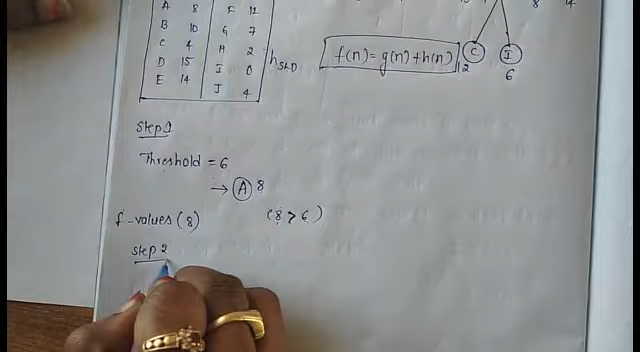 A 8 F 12
B 10 G 7
C 4 H 2
D 15 I 0
E 14 J 4
hSLD
8 14
f(n) = g(n) + h(n)
C I
12 6
Step 1
Threshold = 6
→ A 8
f-values (8) (8 > 6)
Step 2